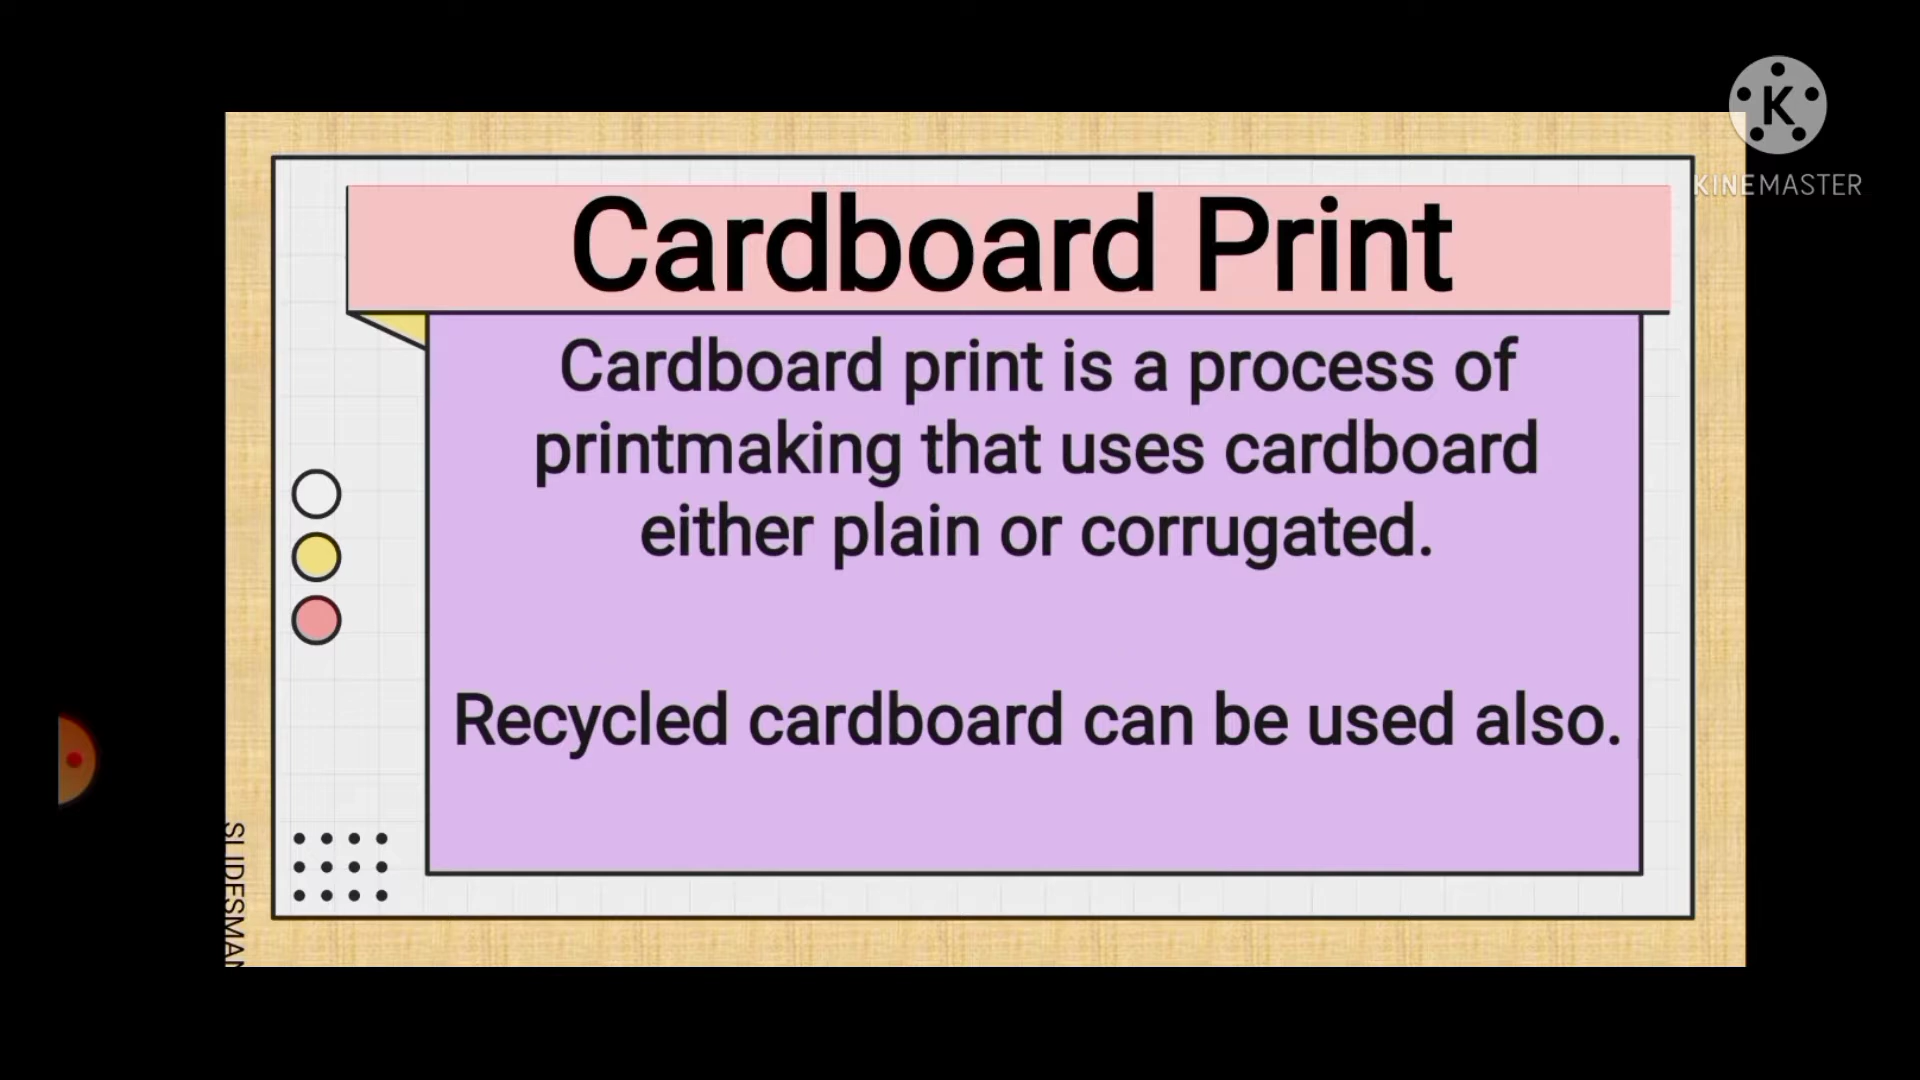 K
KINEMASTER
Cardboard Print
Cardboard print is a process of
printmaking that uses cardboard
either plain or corrugated.
Recycled cardboard can be used also.
SLIDESMAN